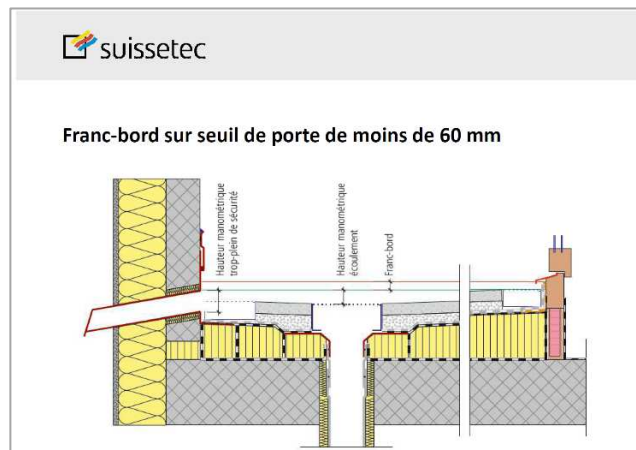 suissetec
Franc-bord sur seuil de porte de moins de 60 mm
Hauteur manométrique
trop-plein de sécurité
Hauteur manométrique
écoulement
Franc-bord